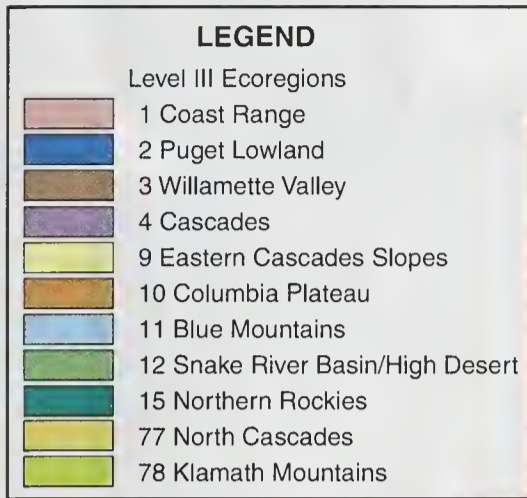 LEGEND
Level III Ecoregions
1 Coast Range
2 Puget Lowland
3 Willamette Valley
4 Cascades
9 Eastern Cascades Slopes
10 Columbia Plateau
11 Blue Mountains
12 Snake River Basin/High Desert
15 Northern Rockies
77 North Cascades
78 Klamath Mountains